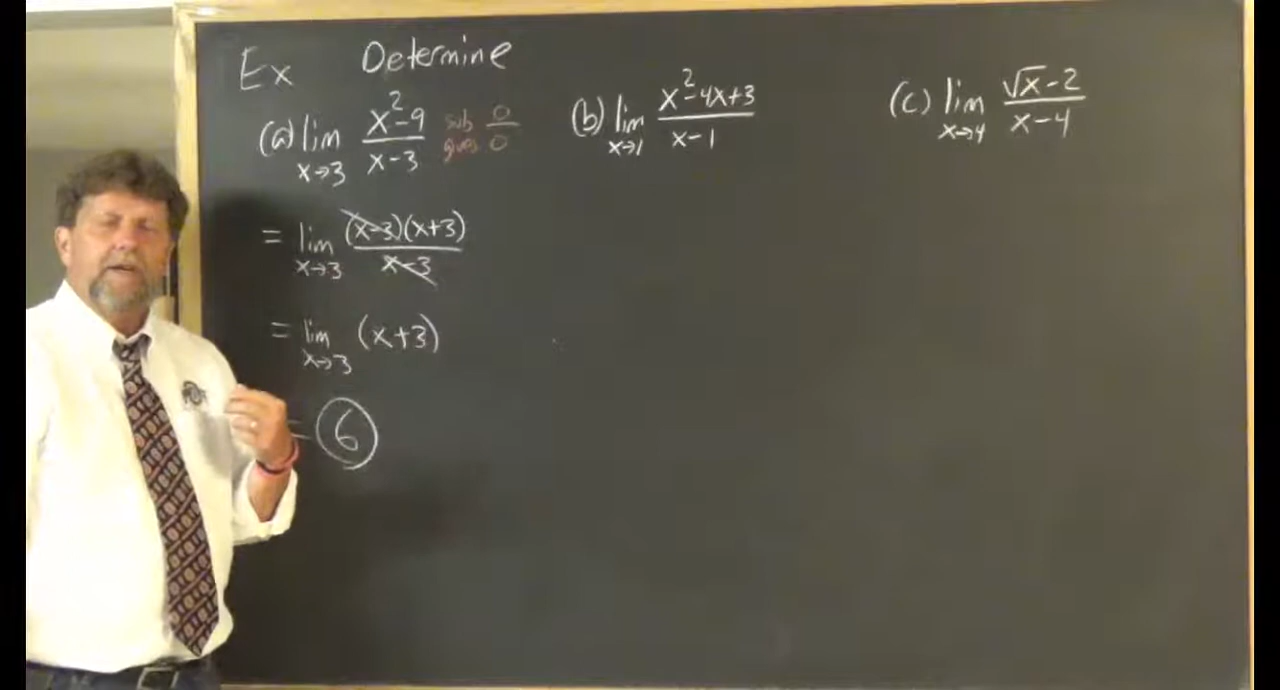 Ex Determine
(a) lim x→3 x²-9 / x-3 sub gives 0/0
= lim x→3 (x-3)(x+3) / x-3
= lim x→3 (x+3)
= 6
(b) lim x→1 x²-4x+3 / x-1
(c) lim x→4 √x-2 / x-4